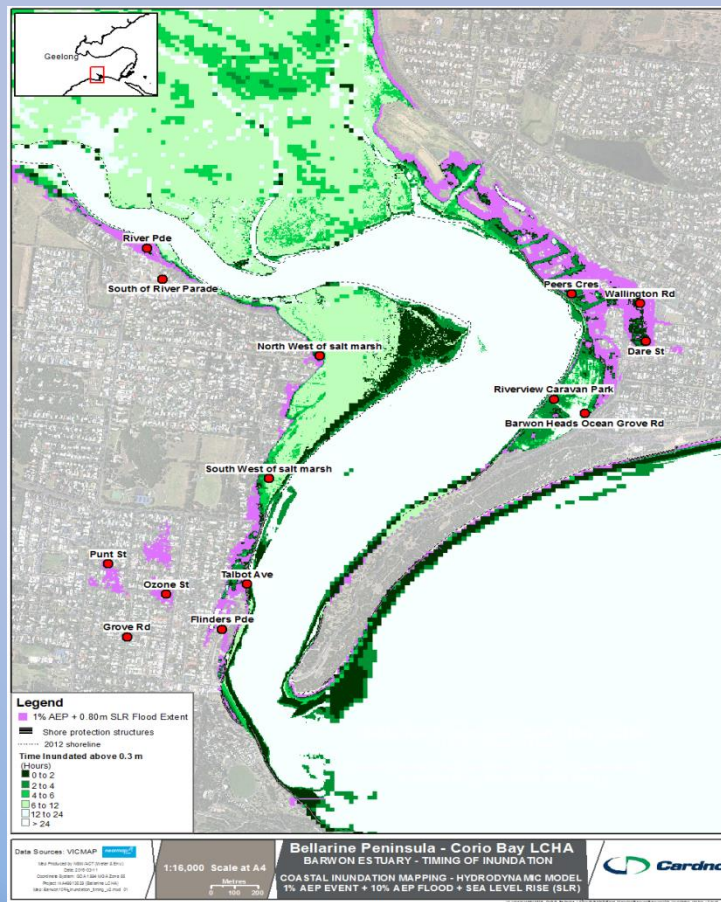 Geelong
River Pde
South of River Parade
Peers Cres
Wallington Rd
North West of salt marsh
Dare St
Riverview Caravan Park
Barwon Heads Ocean Grove Rd
South West of salt marsh
Punt St
Talbot Ave
Ozone St
Flinders Pde
Grove Rd
Legend
1% AEP + 0.80m SLR Flood Extent
Shore protection structures
2012 shoreline
Time Inundated above 0.3 m
(Hours)
0 to 2
2 to 4
4 to 6
6 to 12
12 to 24
> 24
Data Sources: VICMAP
1:16,000 Scale at A4
Metres
0 100 200
Bellarine Peninsula - Corio Bay LCHA
BARWON ESTUARY - TIMING OF INUNDATION
COASTAL INUNDATION MAPPING - HYDRODYNAMIC MODEL
1% AEP EVENT + 10% AEP FLOOD + SEA LEVEL RISE (SLR)
Cardno